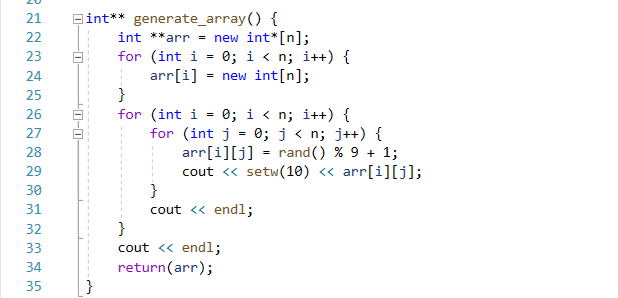 21 int** generate_array() {
22 int **arr = new int*[n];
23 for (int i = 0; i < n; i++) {
24 arr[i] = new int[n];
25 }
26 for (int i = 0; i < n; i++) {
27 for (int j = 0; j < n; j++) {
28 arr[i][j] = rand() % 9 + 1;
29 cout << setw(10) << arr[i][j];
30 }
31 cout << endl;
32 }
33 cout << endl;
34 return(arr);
35 }